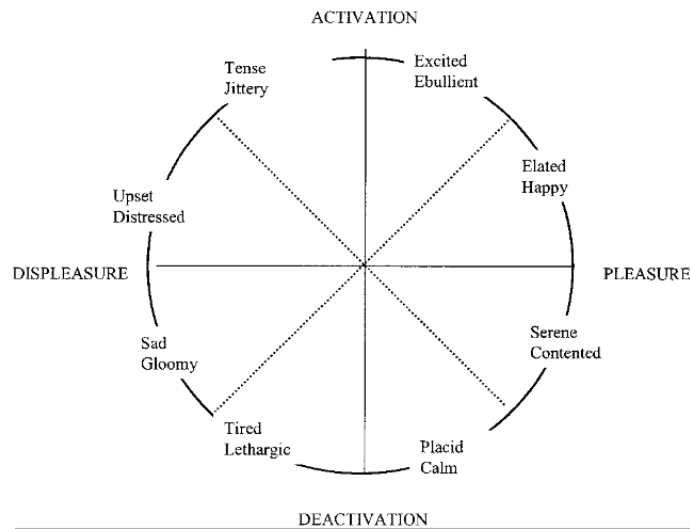 ACTIVATION
Tense
Jittery
Excited
Ebullient
Elated
Happy
Upset
Distressed
DISPLEASURE
PLEASURE
Sad
Gloomy
Serene
Contented
Tired
Lethargic
Placid
Calm
DEACTIVATION